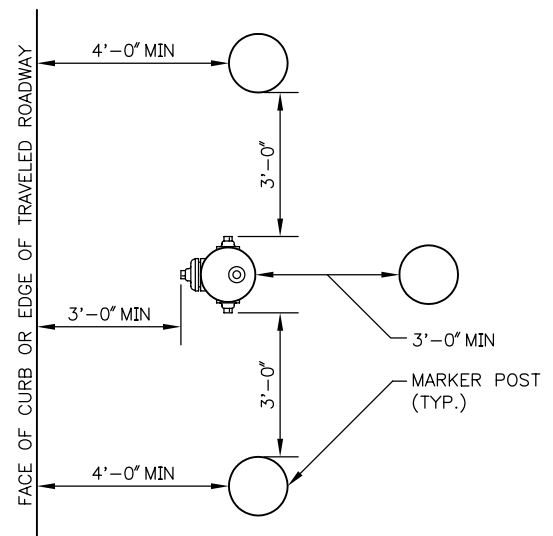 FACE OF CURB OR EDGE OF TRAVELED ROADWAY
4'-0" MIN
3'-0"
3'-0" MIN
3'-0" MIN
3'-0"
MARKER POST
(TYP.)
4'-0" MIN